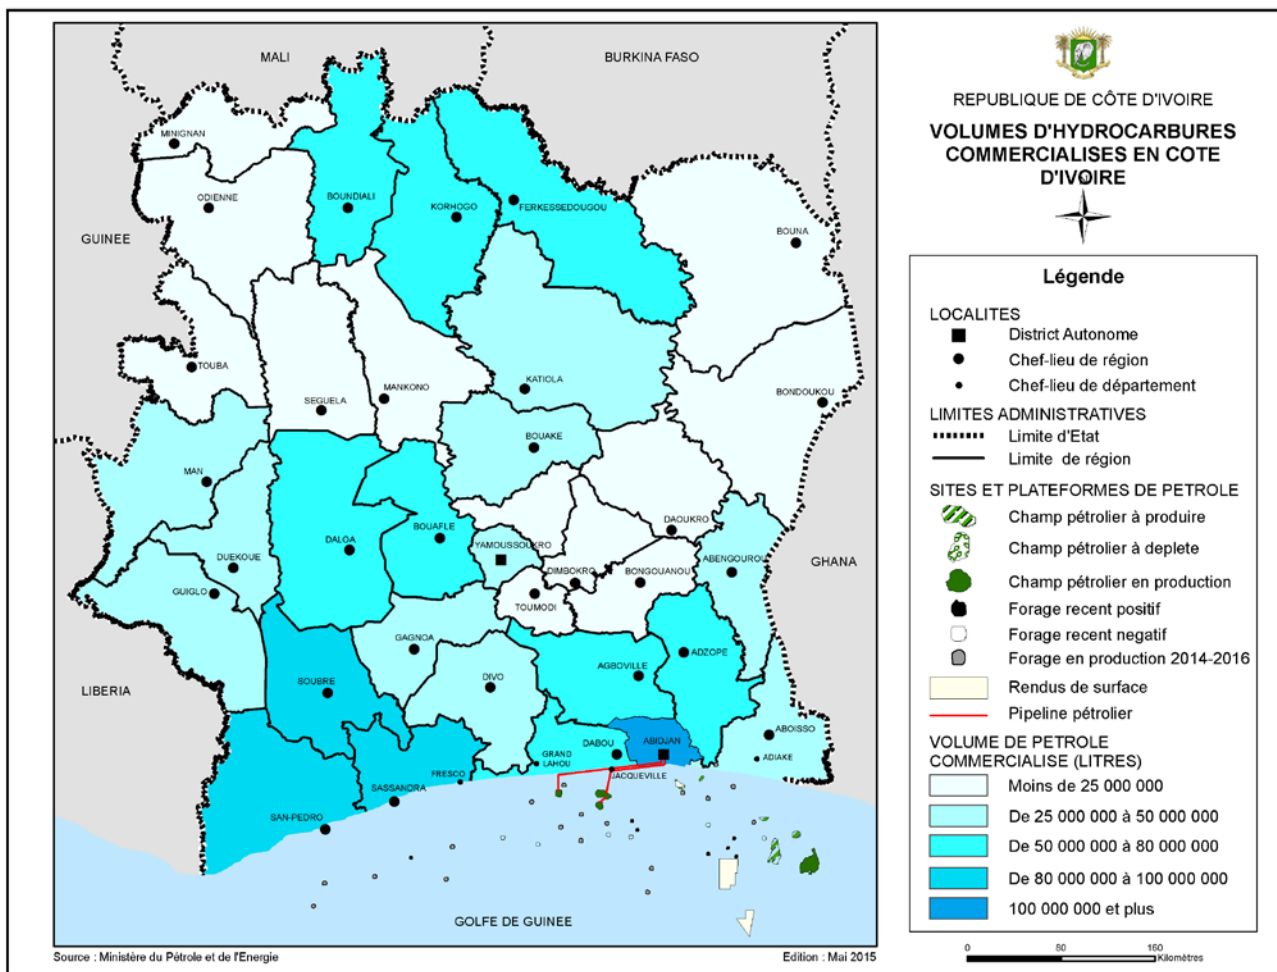 MALI
BURKINA FASO
MINIGNAN
ODIENNE
BOUNDIALI
KORHOGO
FERKESSEDOUGOU
GUINEE
BOUNA
TOUBA
SEGUELA
MANKONO
KATIOLA
BONDOUKOU
BOUAKE
MAN
DAOUKRO
BOUAFLE
DALOA
YAMOUSSOUKRO
DUEKOUE
DIMBOKRO
BONGOUANOU
ABENGOUROU
GHANA
GUIGLO
TOUMODI
GAGNOA
ADZOPE
AGBOVILLE
LIBERIA
SOUBRE
DIVO
ABOISSO
ABIDJAN
DABOU
GRAND
LAHOU
ADIAKE
FRESCO
JACQUEVILLE
SASSANDRA
SAN-PEDRO
GOLFE DE GUINEE
Source : Ministère du Pétrole et de l'Energie
Edition : Mai 2015
REPUBLIQUE DE CÔTE D'IVOIRE
VOLUMES D'HYDROCARBURES
COMMERCIALISES EN COTE
D'IVOIRE
Légende
LOCALITES
District Autonome
Chef-lieu de région
Chef-lieu de département
LIMITES ADMINISTRATIVES
Limite d'Etat
Limite de région
SITES ET PLATEFORMES DE PETROLE
Champ pétrolier à produire
Champ pétrolier à deplete
Champ pétrolier en production
Forage recent positif
Forage recent negatif
Forage en production 2014-2016
Rendus de surface
Pipeline pétrolier
VOLUME DE PETROLE
COMMERCIALISE (LITRES)
Moins de 25 000 000
De 25 000 000 à 50 000 000
De 50 000 000 à 80 000 000
De 80 000 000 à 100 000 000
100 000 000 et plus
0 80 160
Kilomètres